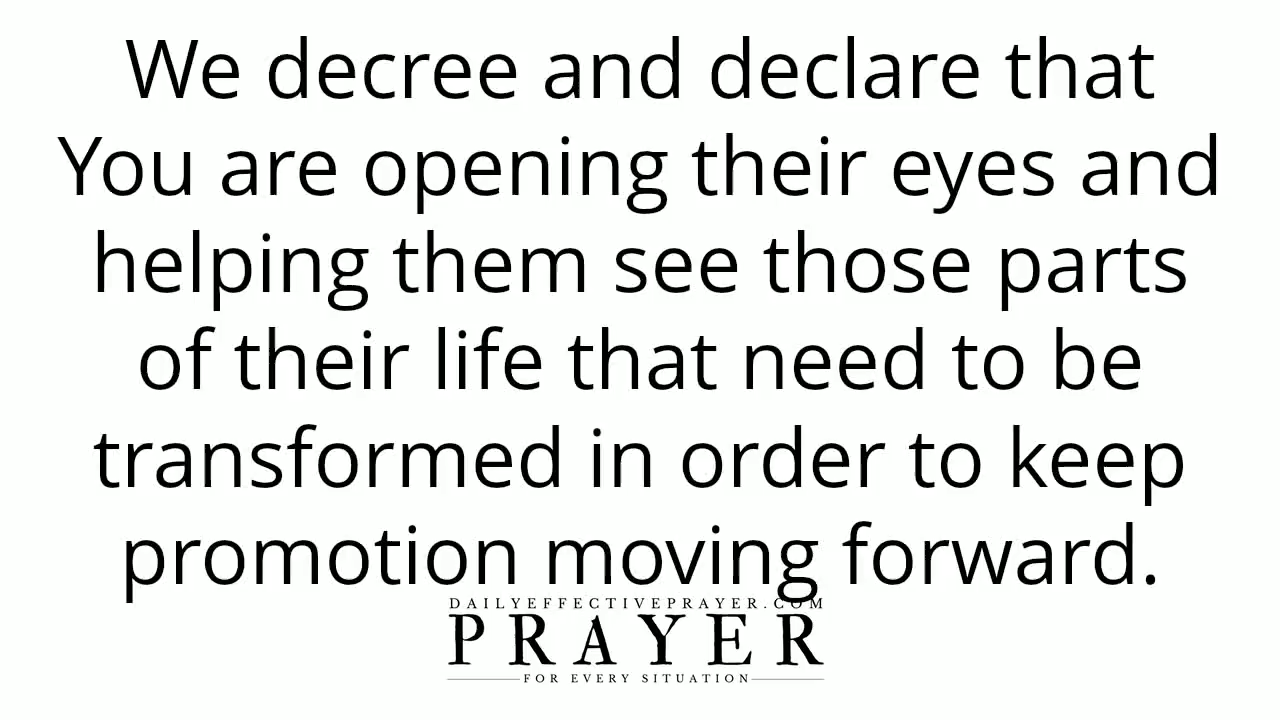 We decree and declare that
You are opening their eyes and
helping them see those parts
of their life that need to be
transformed in order to keep
promotion moving forward.
DAILYEFFECTIVEPRAYER.COM
PRAYER
FOR EVERY SITUATION